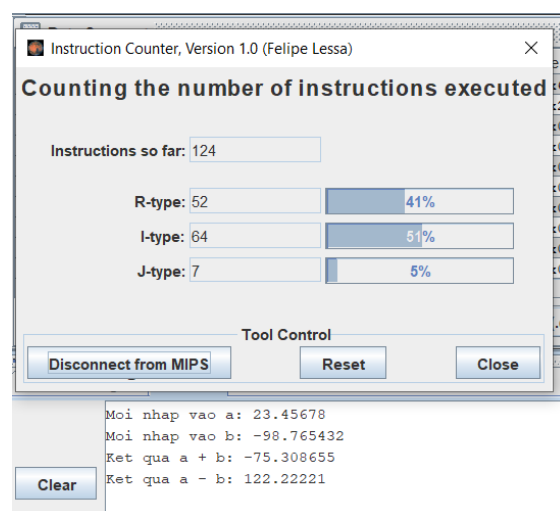 Instruction Counter, Version 1.0 (Felipe Lessa)
Counting the number of instructions executed
Instructions so far: 124
R-type: 52 41%
I-type: 64 51%
J-type: 7 5%
Tool Control
Disconnect from MIPS Reset Close
Moi nhap vao a: 23.45678
Moi nhap vao b: -98.765432
Ket qua a + b: -75.308655
Ket qua a - b: 122.22221
Clear